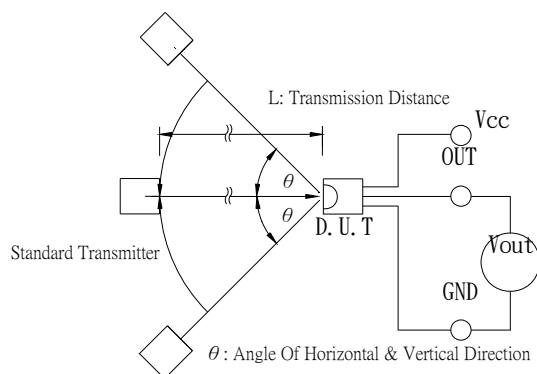 L: Transmission Distance
Vcc
OUT
θ
θ
D.U.T
Standard Transmitter
Vout
GND
θ : Angle Of Horizontal & Vertical Direction